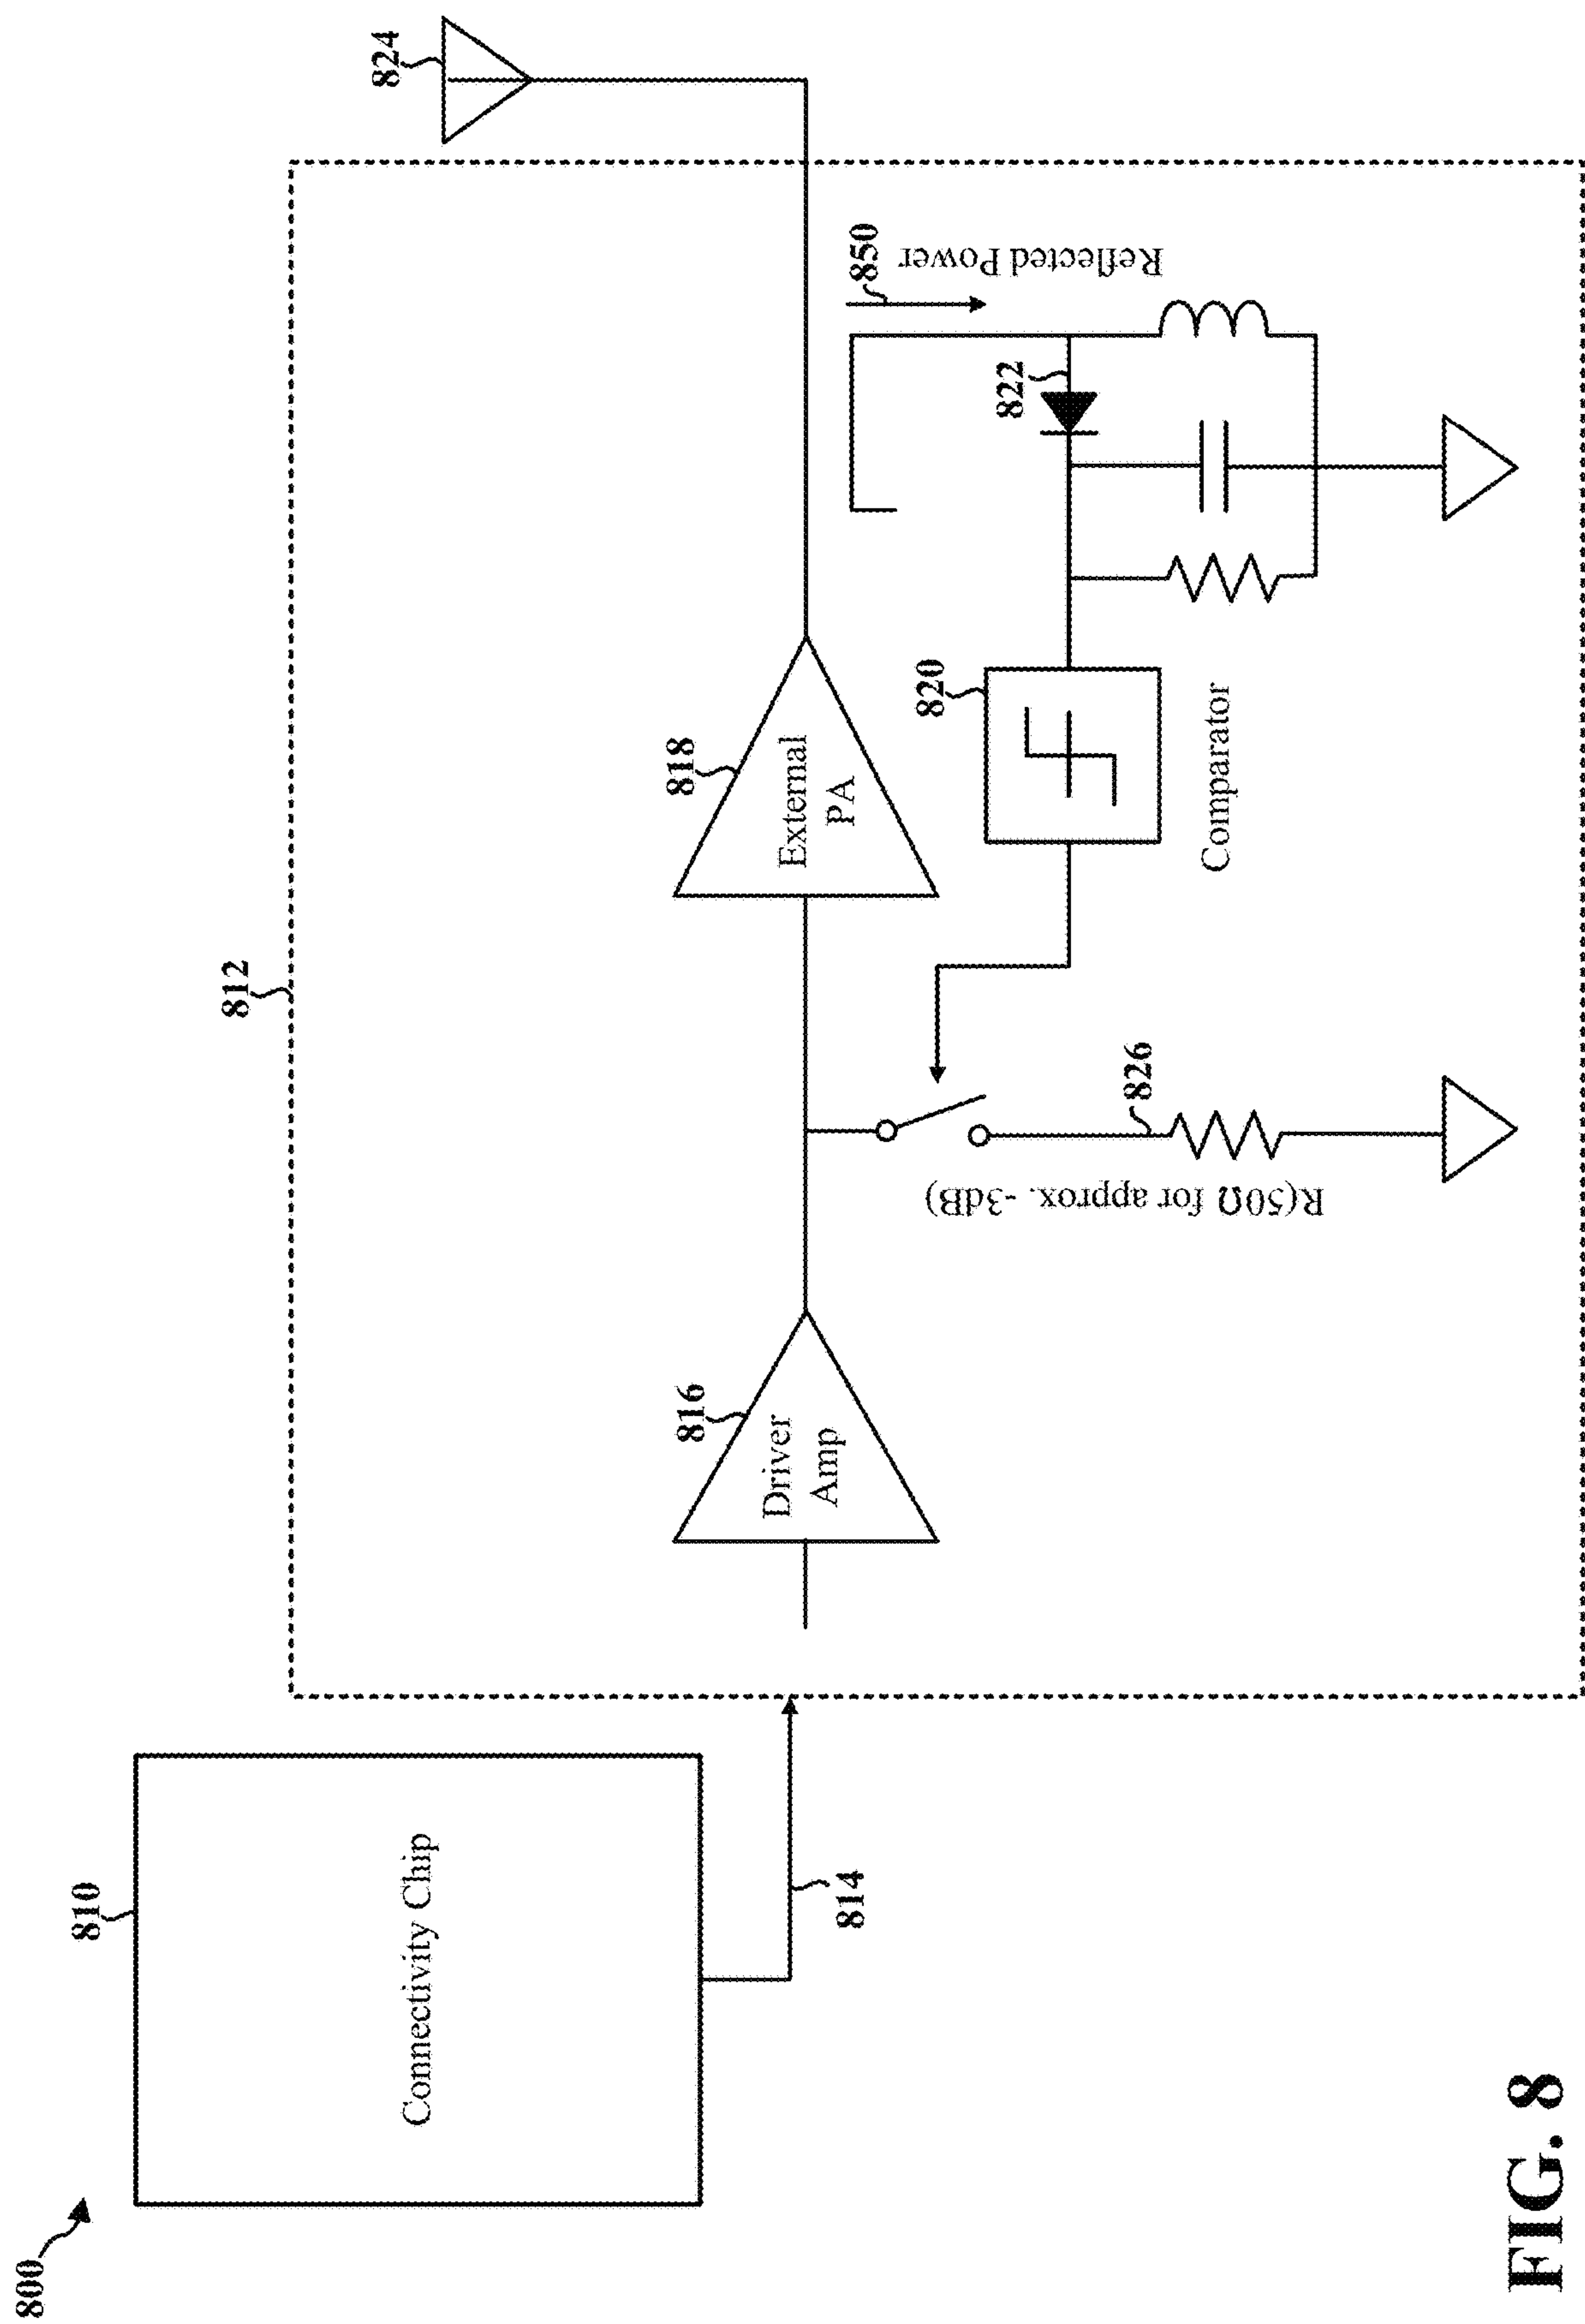 800
810
Connectivity Chip
814
812
816
Driver
Amp
818
External
PA
824
826
R(50Ω for approx. -3dB)
820
Comparator
822
850
Reflected Power
FIG. 8